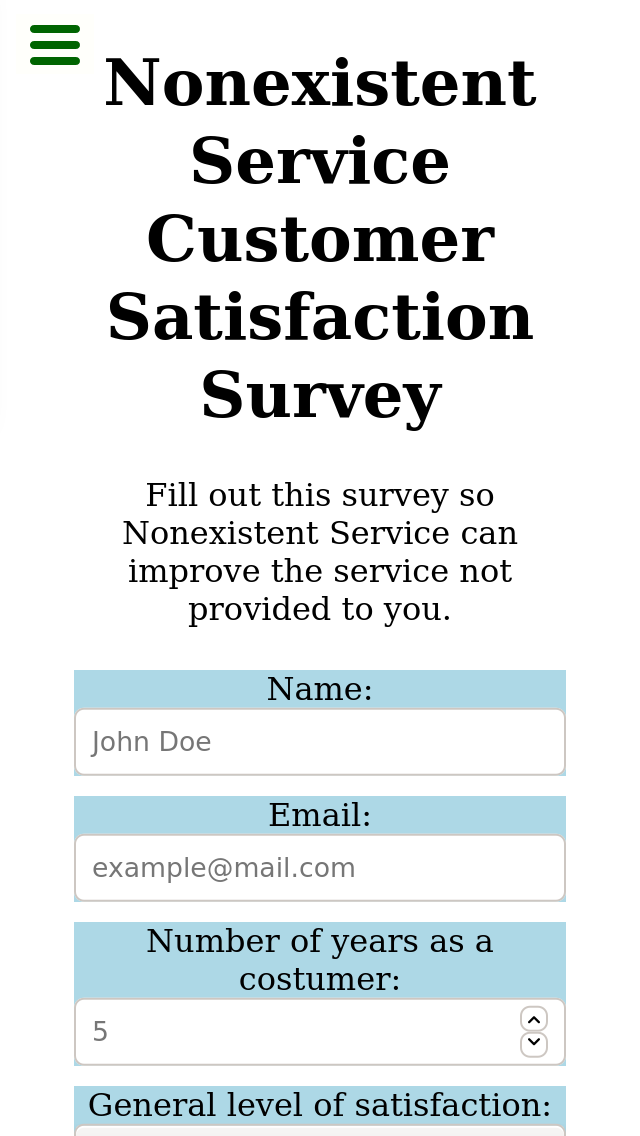 Nonexistent
Service
Customer
Satisfaction
Survey
Fill out this survey so
Nonexistent Service can
improve the service not
provided to you.
Name:
John Doe
Email:
example@mail.com
Number of years as a
costumer:
5
General level of satisfaction: